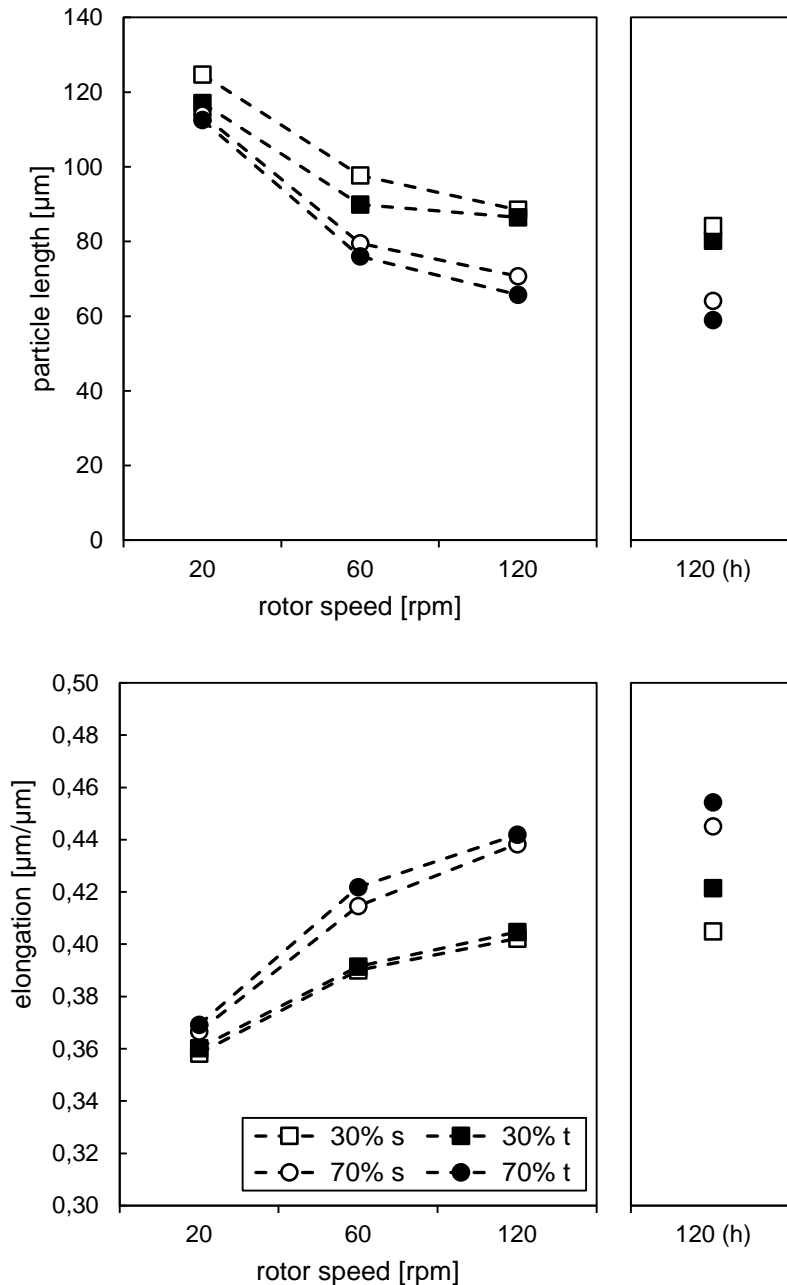 140
120
100
80
60
40
20
0
particle length [µm]
20 60 120 120 (h)
rotor speed [rpm]
0,50
0,48
0,46
0,44
0,42
0,40
0,38
0,36
0,34
0,32
0,30
elongation [µm/µm]
30% s 30% t
70% s 70% t
20 60 120 120 (h)
rotor speed [rpm]